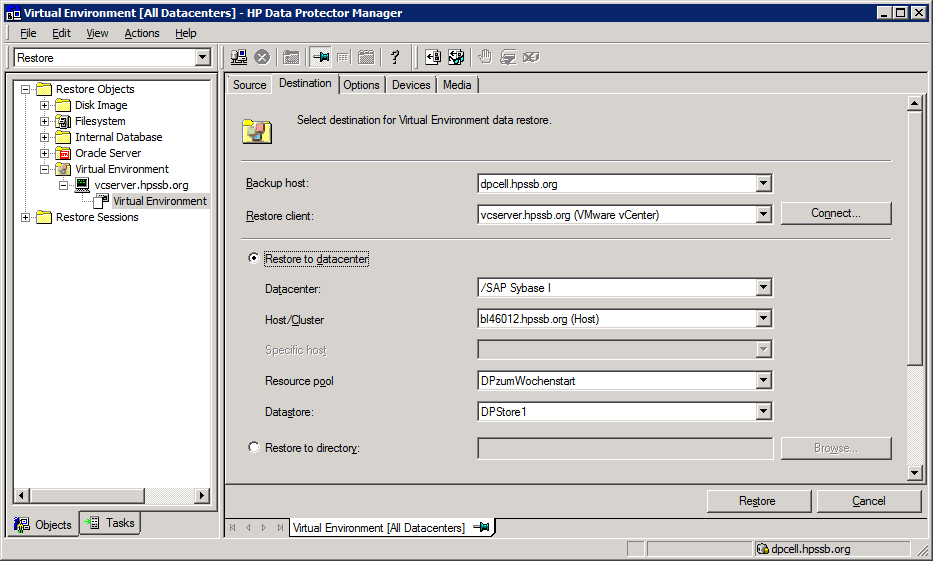 Virtual Environment [All Datacenters] - HP Data Protector Manager
File Edit View Actions Help
Restore
Restore Objects
Disk Image
Filesystem
Internal Database
Oracle Server
Virtual Environment
vcserver.hpssb.org
Virtual Environment
Restore Sessions
Objects Tasks
Source Destination Options Devices Media
Select destination for Virtual Environment data restore.
Backup host: dpcell.hpssb.org
Restore client: vcserver.hpssb.org (VMware vCenter) Connect...
Restore to datacenter
Datacenter: /SAP Sybase I
Host/Cluster bl46012.hpssb.org (Host)
Specific host
Resource pool DPzumWochenstart
Datastore: DPStore1
Restore to directory: Browse...
Restore Cancel
Virtual Environment [All Datacenters]
dpcell.hpssb.org